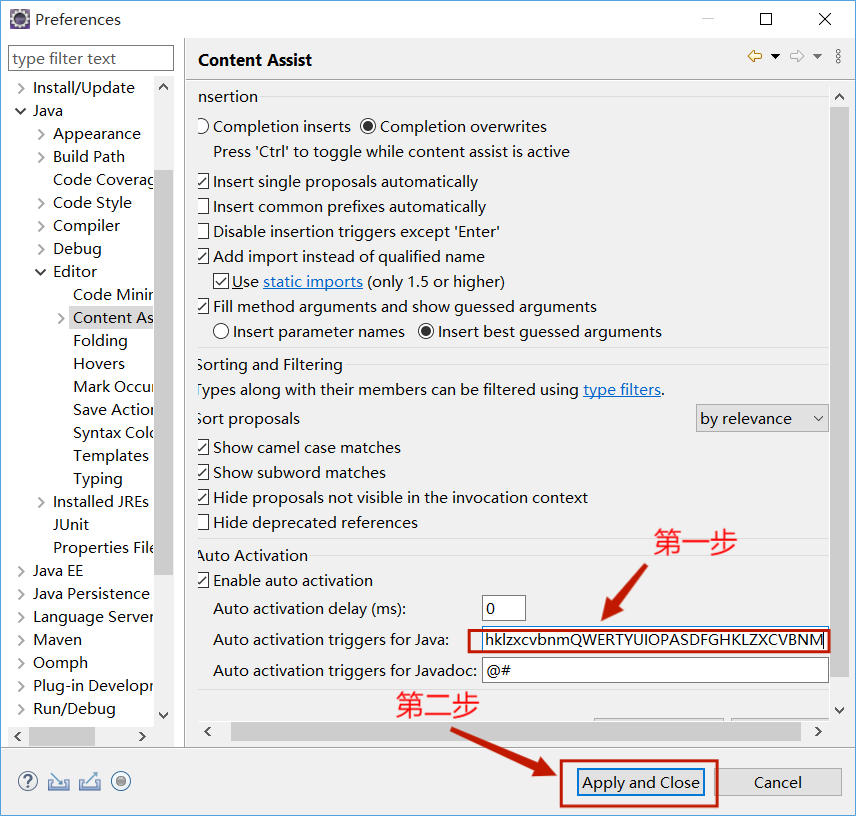 Preferences
type filter text
Content Assist
Install/Update
Java
Appearance
Build Path
Code Coverag
Code Style
Compiler
Debug
Editor
Code Minin
Content As
Folding
Hovers
Mark Occur
Save Action
Syntax Colo
Templates
Typing
Installed JREs
JUnit
Properties File
Java EE
Java Persistence
Language Server
Maven
Oomph
Plug-in Developm
Run/Debug
nsertion
Completion inserts
Completion overwrites
Press 'Ctrl' to toggle while content assist is active
Insert single proposals automatically
Insert common prefixes automatically
Disable insertion triggers except 'Enter'
Add import instead of qualified name
Use static imports (only 1.5 or higher)
Fill method arguments and show guessed arguments
Insert parameter names
Insert best guessed arguments
Sorting and Filtering
Types along with their members can be filtered using type filters.
Sort proposals
by relevance
Show camel case matches
Show subword matches
Hide proposals not visible in the invocation context
Hide deprecated references
第一步
Auto Activation
Enable auto activation
Auto activation delay (ms):
0
Auto activation triggers for Java:
hklzxcvbnmQWERTYUIOPASDFGHKLZXCVBNM
Auto activation triggers for Javadoc:
@#
第二步
Apply and Close
Cancel